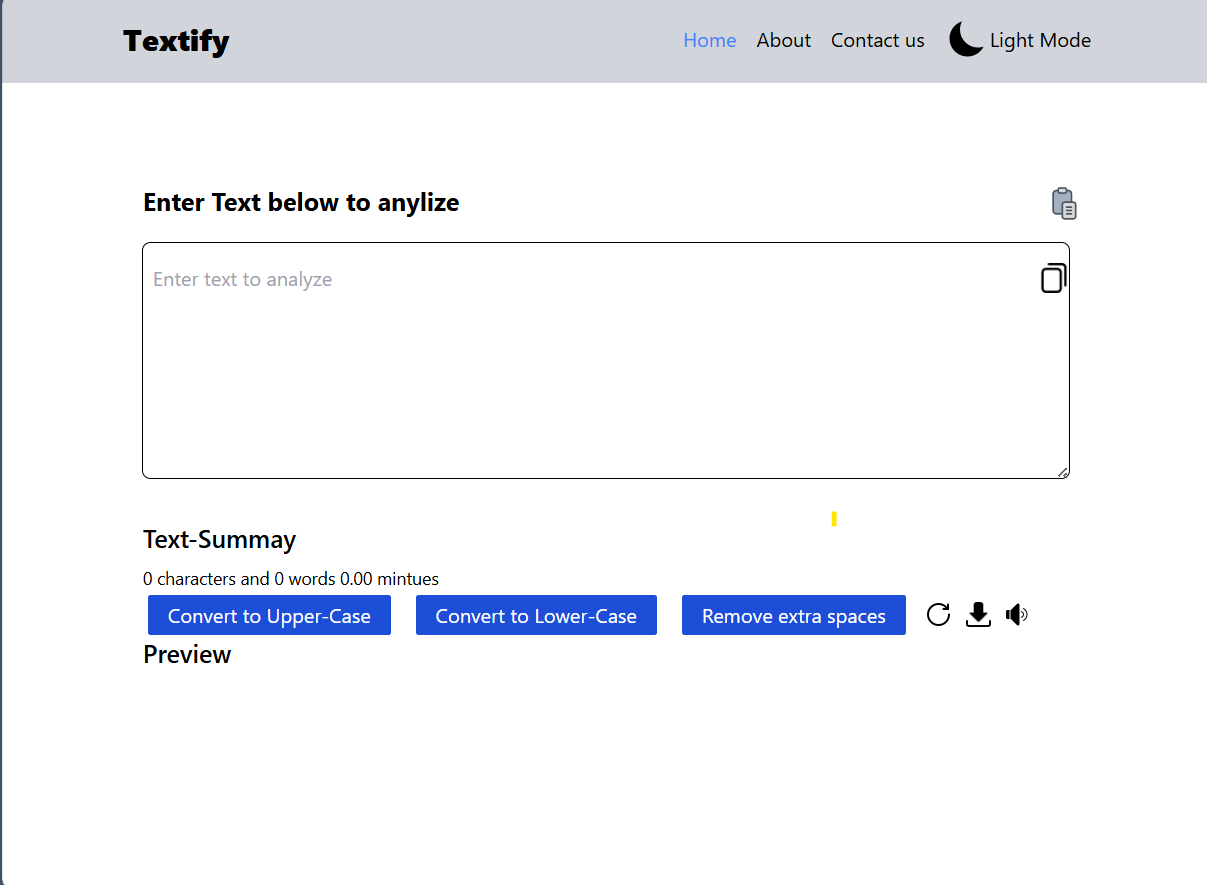 Textify Home About Contact us Light Mode
Enter Text below to anylize
Enter text to analyze
Text-Summay
0 characters and 0 words 0.00 mintues
Convert to Upper-Case Convert to Lower-Case Remove extra spaces
Preview